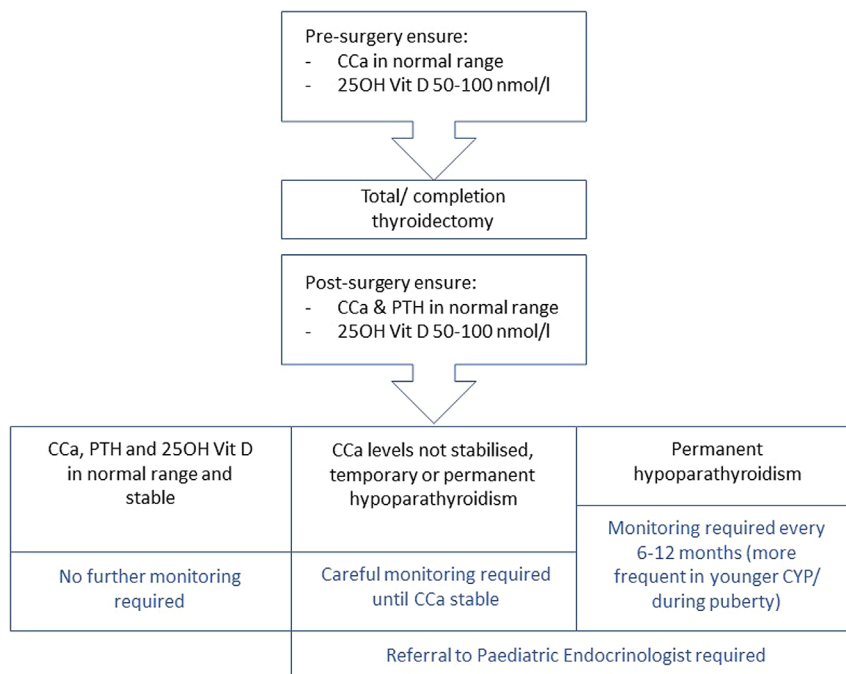 Pre-surgery ensure:
- CCa in normal range
- 25OH Vit D 50-100 nmol/l
Total/ completion
thyroidectomy
Post-surgery ensure:
- CCa & PTH in normal range
- 25OH Vit D 50-100 nmol/l
CCa, PTH and 25OH Vit D
in normal range and
stable
No further monitoring
required
CCa levels not stabilised,
temporary or permanent
hypoparathyroidism
Careful monitoring required
until CCa stable
Permanent
hypoparathyroidism
Monitoring required every
6-12 months (more
frequent in younger CYP/
during puberty)
Referral to Paediatric Endocrinologist required